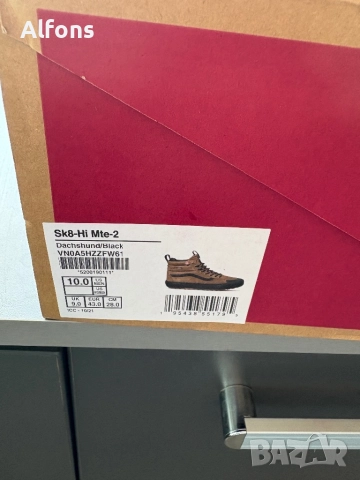 Alfons
Sk8-Hi Mte-2
Dachshund/Black
VN0A5HZZFW61
10.0
UK
9.0
EUR
43.0
CM
28.0
BAZAR